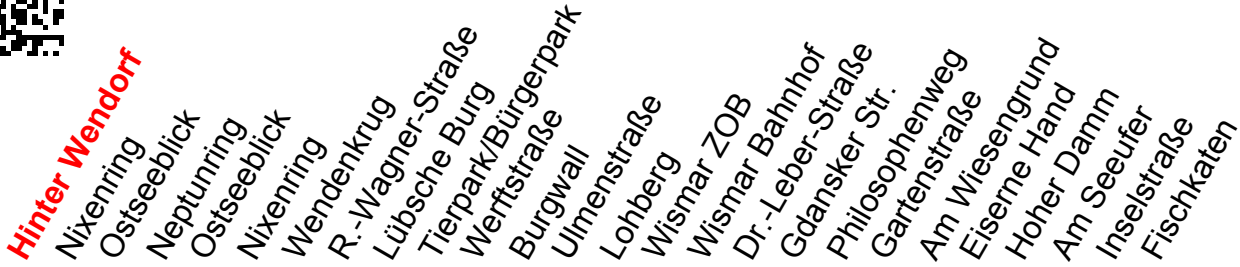 Hinter Wendorf
Nixenring
Ostseeblick
Neptunring
Ostseeblick
Nixenring
Wendenkrug
R.-Wagner-Straße
Lübsche Burg
Tierpark/Bürgerpark
Werftstraße
Burgwall
Ulmenstraße
Lohberg
Wismar ZOB
Wismar Bahnhof
Dr.-Leber-Straße
Gdansker Str.
Philosophenweg
Gartenstraße
Am Wiesengrund
Eiserne Hand
Hoher Damm
Am Seeufer
Inselstraße
Fischkaten